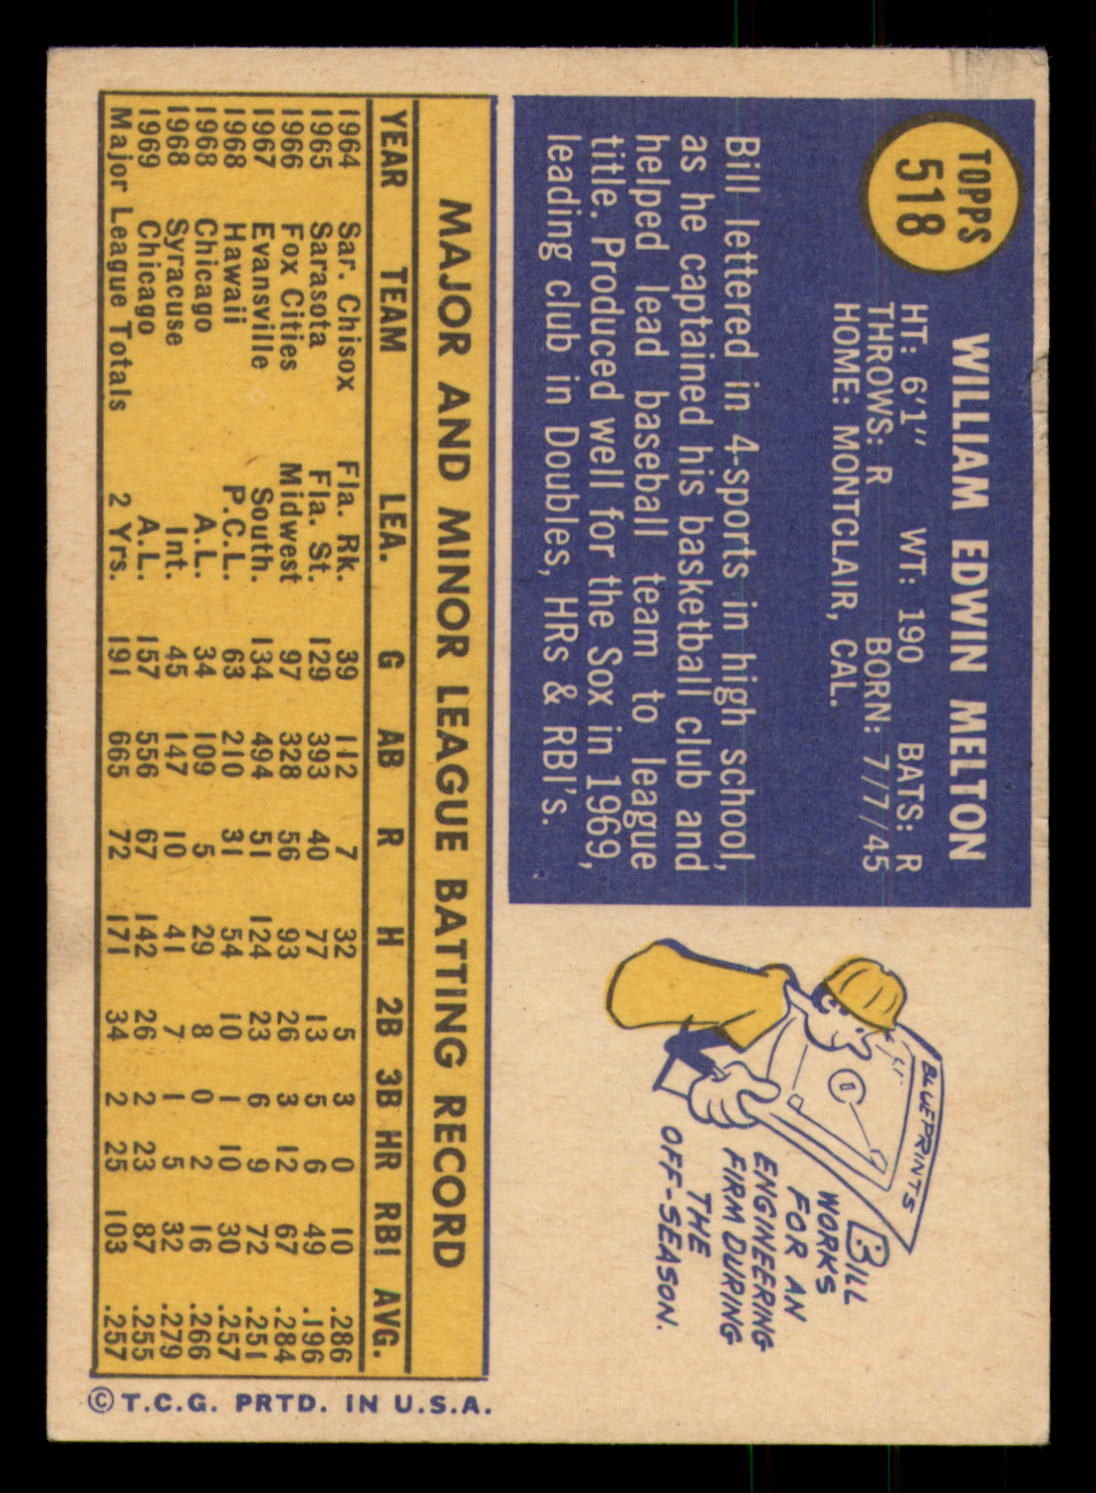 TOPPS
518
WILLIAM EDWIN MELTON
HT: 6'1" WT: 190 BATS: R
THROWS: R BORN: 7/7/45
HOME: MONTCLAIR, CAL.
Bill lettered in 4-sports in high school,
as he captained his basketball club and
helped lead baseball team to league
title. Produced well for the Sox in 1969,
leading club in Doubles, HRs & RBI's.
BLUEPRINTS
BILL
WORKS
FOR AN
ENGINEERING
FIRM DURING
THE
OFF-SEASON.
MAJOR AND MINOR LEAGUE BATTING RECORD
YEAR TEAM LEA. G AB R H 2B 3B HR RBI AVG.
1964 Sar. Chisox Fla. Rk. 39 112 7 32 5 3 0 10 .286
1965 Sarasota Fla. St. 129 393 40 77 13 5 6 49 .196
1966 Fox Cities Midwest 97 328 56 93 26 3 12 67 .284
1967 Evansville South. 134 494 51 124 23 6 9 72 .251
1968 Hawaii P.C.L. 63 210 31 54 10 1 10 30 .257
1968 Chicago A.L. 34 109 5 29 8 0 2 16 .266
1968 Syracuse Int. 45 147 10 41 7 1 5 32 .279
1969 Chicago A.L. 157 556 67 142 26 2 23 87 .255
Major League Totals 2 Yrs. 191 665 72 171 34 2 25 103 .257
© T.C.G. PRTD. IN U.S.A.